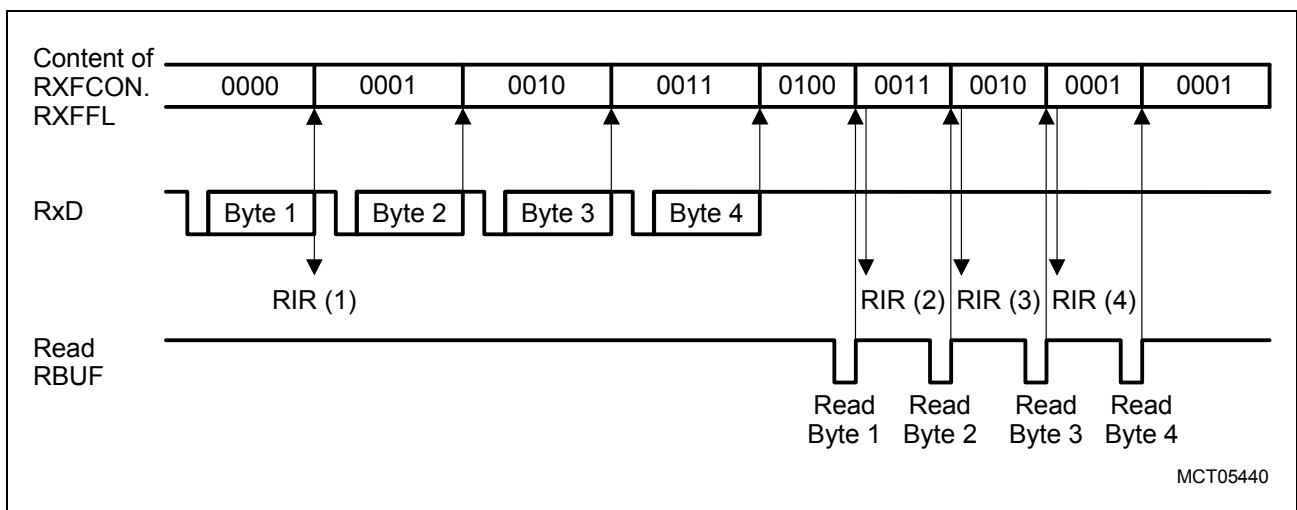 Content of
RXFCON.
RXFFL
0000 0001 0010 0011 0100 0011 0010 0001 0001
RxD
Byte 1 Byte 2 Byte 3 Byte 4
RIR (1) RIR (2) RIR (3) RIR (4)
Read
RBUF
Read Read Read Read
Byte 1 Byte 2 Byte 3 Byte 4
MCT05440